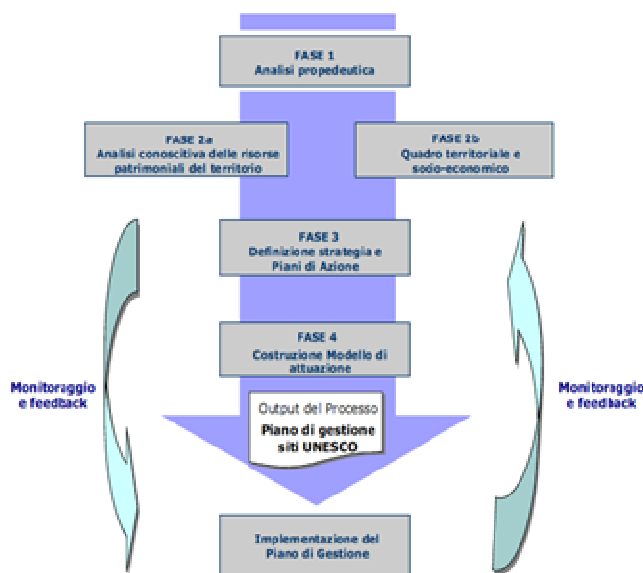 FASE 1
Analisi propedeutica
FASE 2a
Analisi conoscitiva delle risorse
patrimoniali del territorio
FASE 2b
Quadro territoriale e
socio-economico
FASE 3
Definizione strategia e
Piani di Azione
FASE 4
Costruzione Modello di
attuazione
Monitoraggio
e feedback
Output del Processo
Piano di gestione
siti UNESCO
Monitoraggio
e feedback
Implementazione del
Piano di Gestione